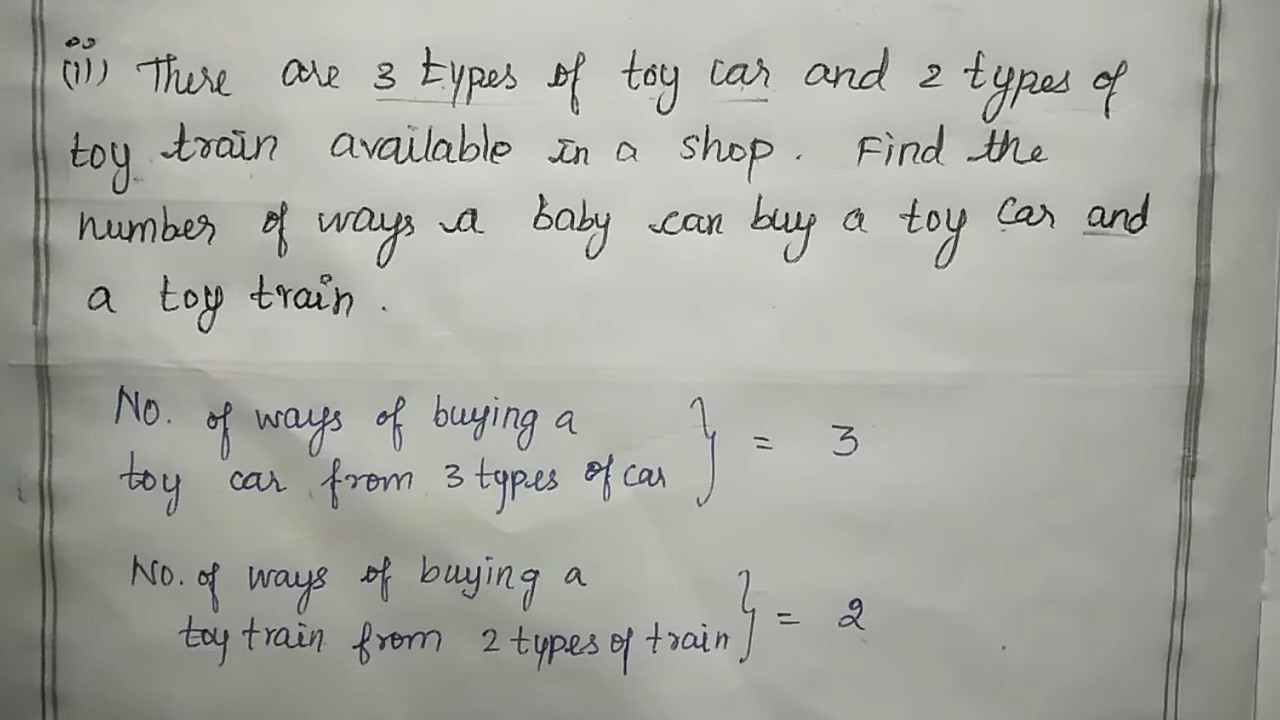 (ii) There are 3 types of toy car and 2 types of
toy train available in a shop. Find the
number of ways a baby can buy a toy car and
a toy train.
No. of ways of buying a
toy car from 3 types of car } = 3
No. of ways of buying a
toy train from 2 types of train } = 2